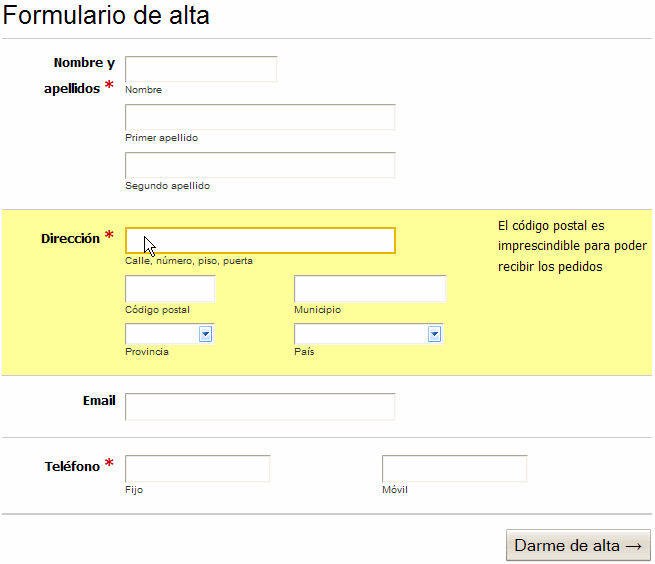 Formulario de alta
Nombre y
apellidos *
Nombre
Primer apellido
Segundo apellido
Dirección *
El código postal es
imprescindible para poder
recibir los pedidos
Calle, número, piso, puerta
Código postal
Municipio
Provincia
País
Email
Teléfono *
Fijo
Móvil
Darme de alta →